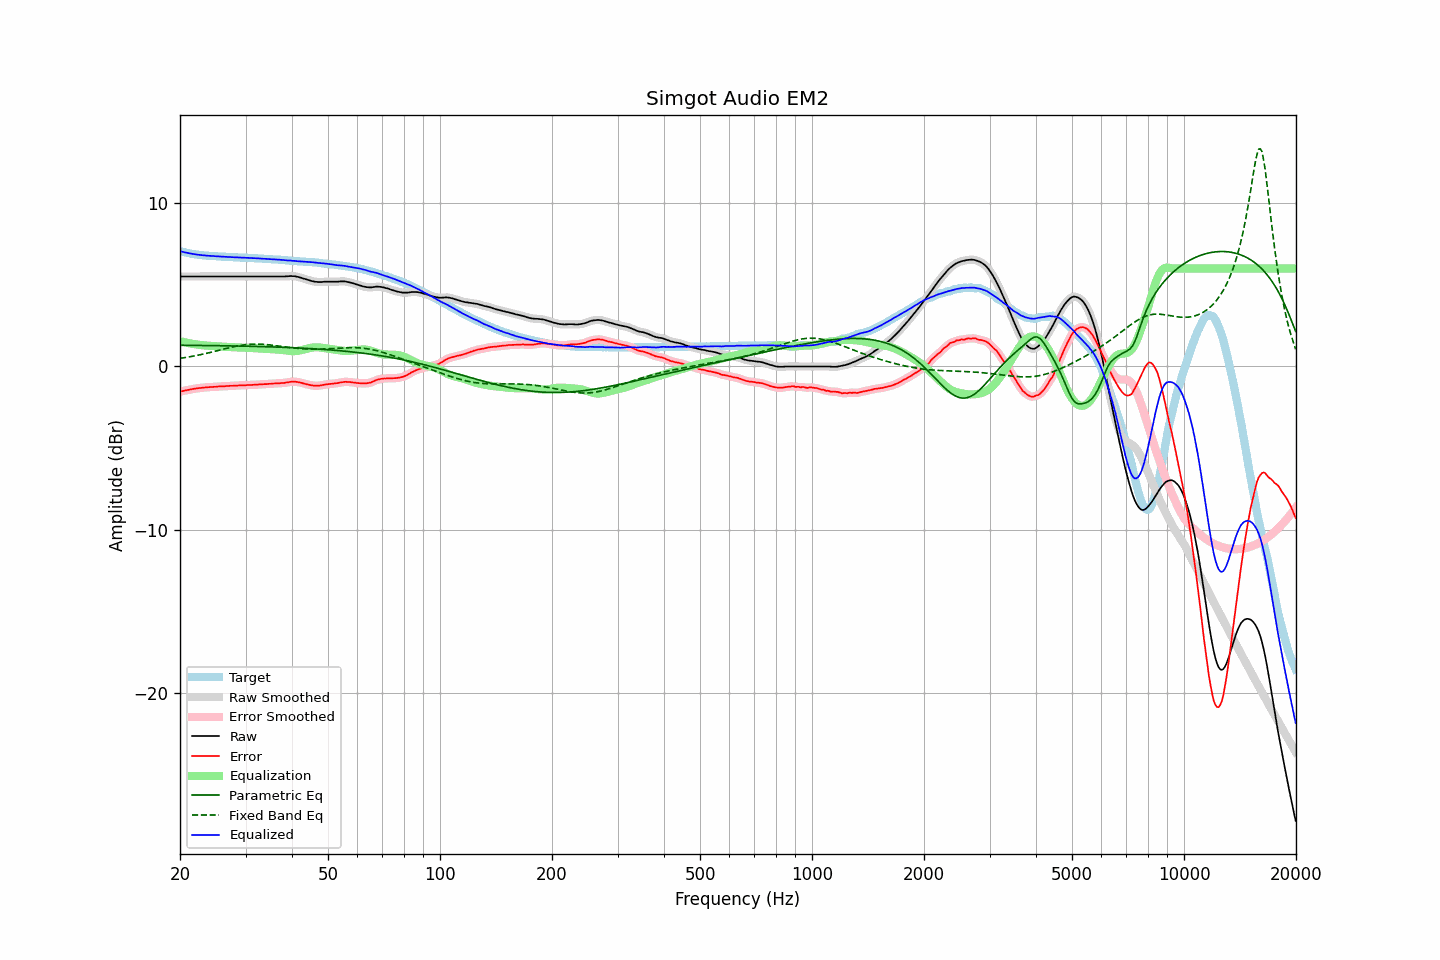 Simgot Audio EM2
Amplitude (dBr)
10
0
−10
−20
Target
Raw Smoothed
Error Smoothed
Raw
Error
Equalization
Parametric Eq
Fixed Band Eq
Equalized
20 50 100 200 500 1000 2000 5000 10000 20000
Frequency (Hz)